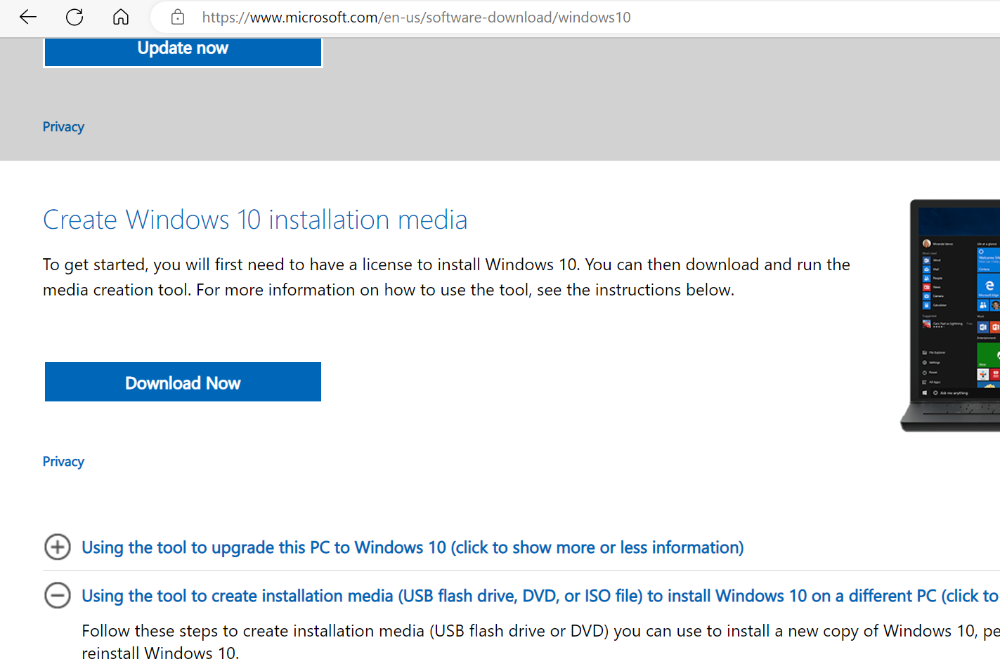 https://www.microsoft.com/en-us/software-download/windows10
Update now
Privacy
Create Windows 10 installation media
To get started, you will first need to have a license to install Windows 10. You can then download and run the
media creation tool. For more information on how to use the tool, see the instructions below.
Download Now
Privacy
Using the tool to upgrade this PC to Windows 10 (click to show more or less information)
Using the tool to create installation media (USB flash drive, DVD, or ISO file) to install Windows 10 on a different PC (click to
Follow these steps to create installation media (USB flash drive or DVD) you can use to install a new copy of Windows 10, pe
reinstall Windows 10.